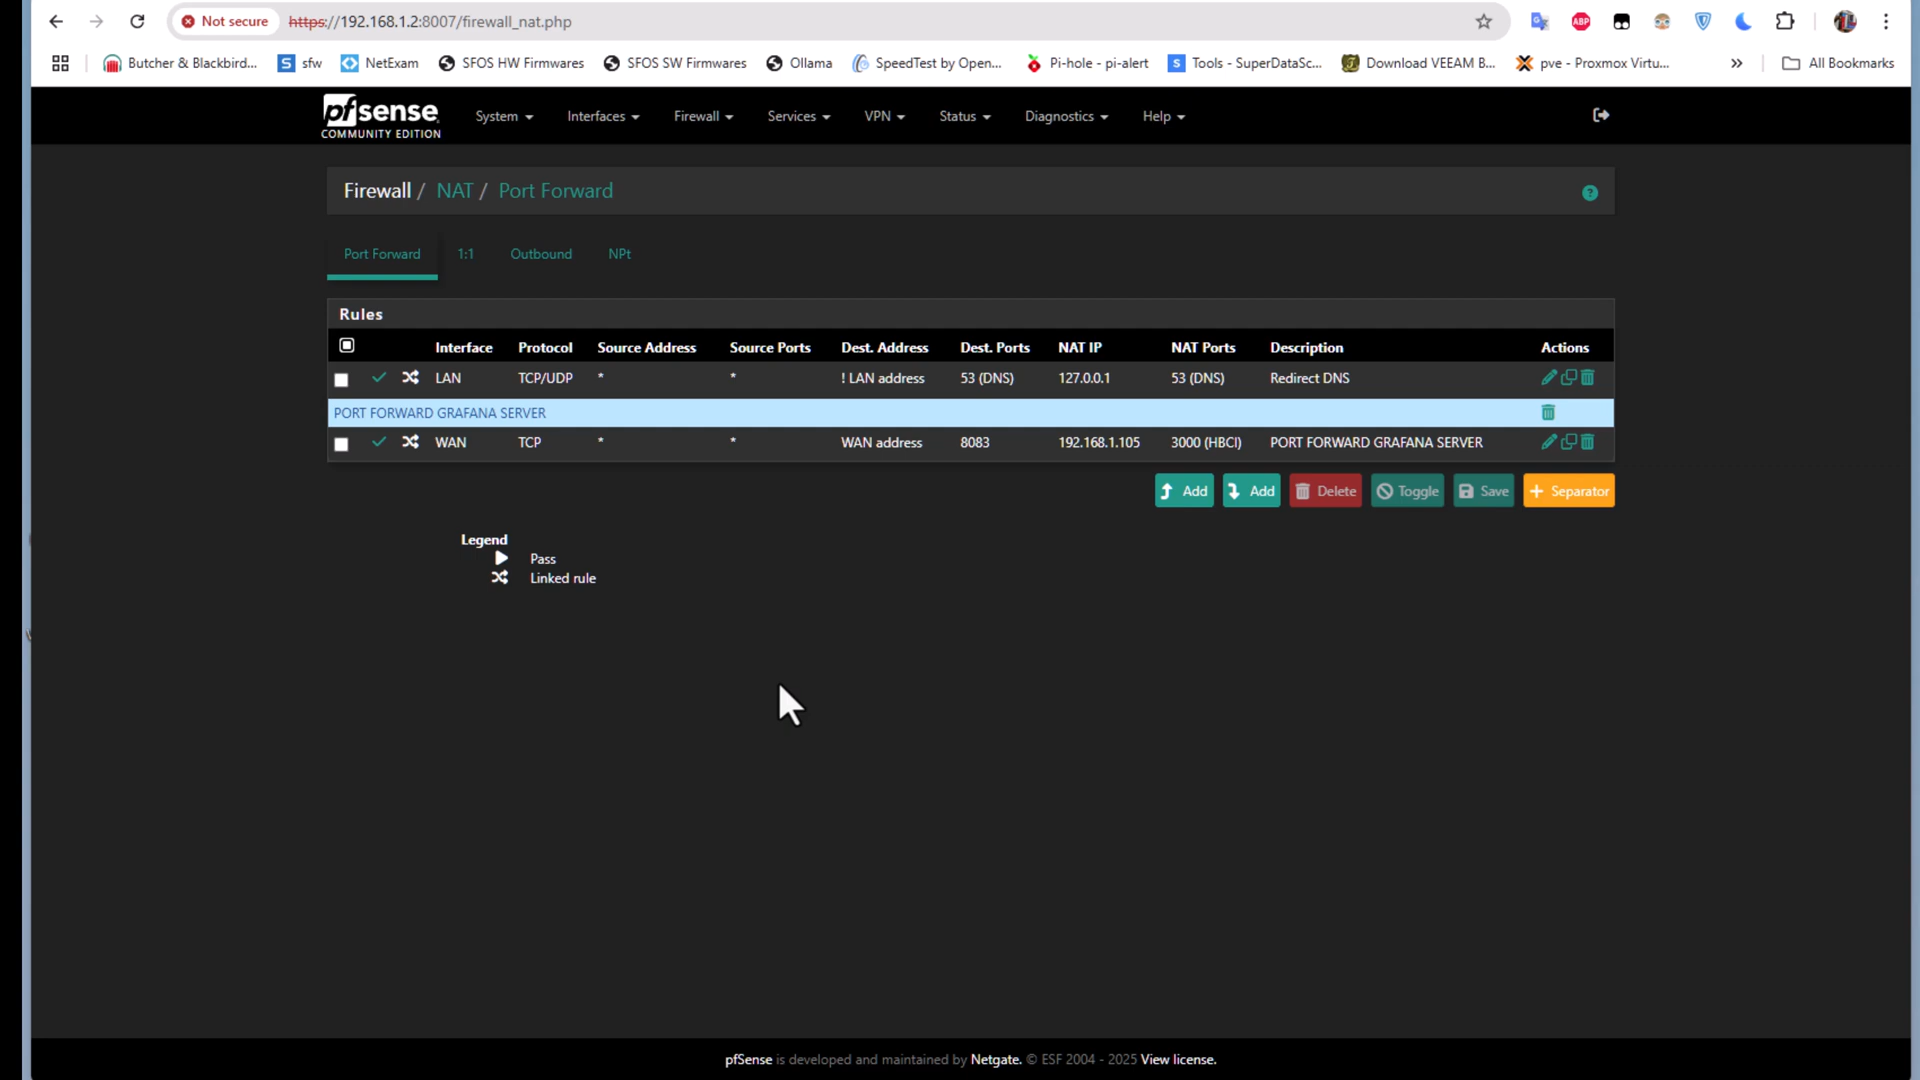 Not secure https://192.168.1.2:8007/firewall_nat.php ABP
Butcher & Blackbird... S sfw NetExam SFOS HW Firmwares SFOS SW Firmwares Ollama SpeedTest by Open... Pi-hole - pi-alert S Tools - SuperDataSc... Download VEEAM B... pve - Proxmox Virtu... » All Bookmarks
pfsense
COMMUNITY EDITION
System Interfaces Firewall Services VPN Status Diagnostics Help
Firewall / NAT / Port Forward ?
Port Forward 1:1 Outbound NPt
Rules
Interface Protocol Source Address Source Ports Dest. Address Dest. Ports NAT IP NAT Ports Description Actions
LAN TCP/UDP * * ! LAN address 53 (DNS) 127.0.0.1 53 (DNS) Redirect DNS
PORT FORWARD GRAFANA SERVER
WAN TCP * * WAN address 8083 192.168.1.105 3000 (HBCI) PORT FORWARD GRAFANA SERVER
Add Add Delete Toggle Save + Separator
Legend
Pass
Linked rule
pfSense is developed and maintained by Netgate. © ESF 2004 - 2025 View license.